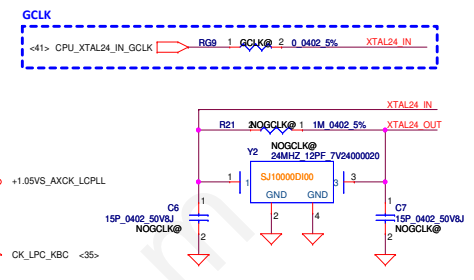 GCLK
<41> CPU_XTAL24_IN_GCLK RG9 1 GCLK@ 2 0_0402_5% XTAL24_IN
XTAL24_IN
R21 2 NOGCLK@ 1 1M_0402_5% XTAL24_OUT
NOGCLK@
Y2 24MHZ_12PF_7V24000020
SJ10000DI00
1 1 3 3
GND GND
2 4
+1.05VS_AXCK_LCPLL
C6 1
15P_0402_50V8J
NOGCLK@ 2
C7 1
15P_0402_50V8J
NOGCLK@ 2
CK_LPC_KBC <35>